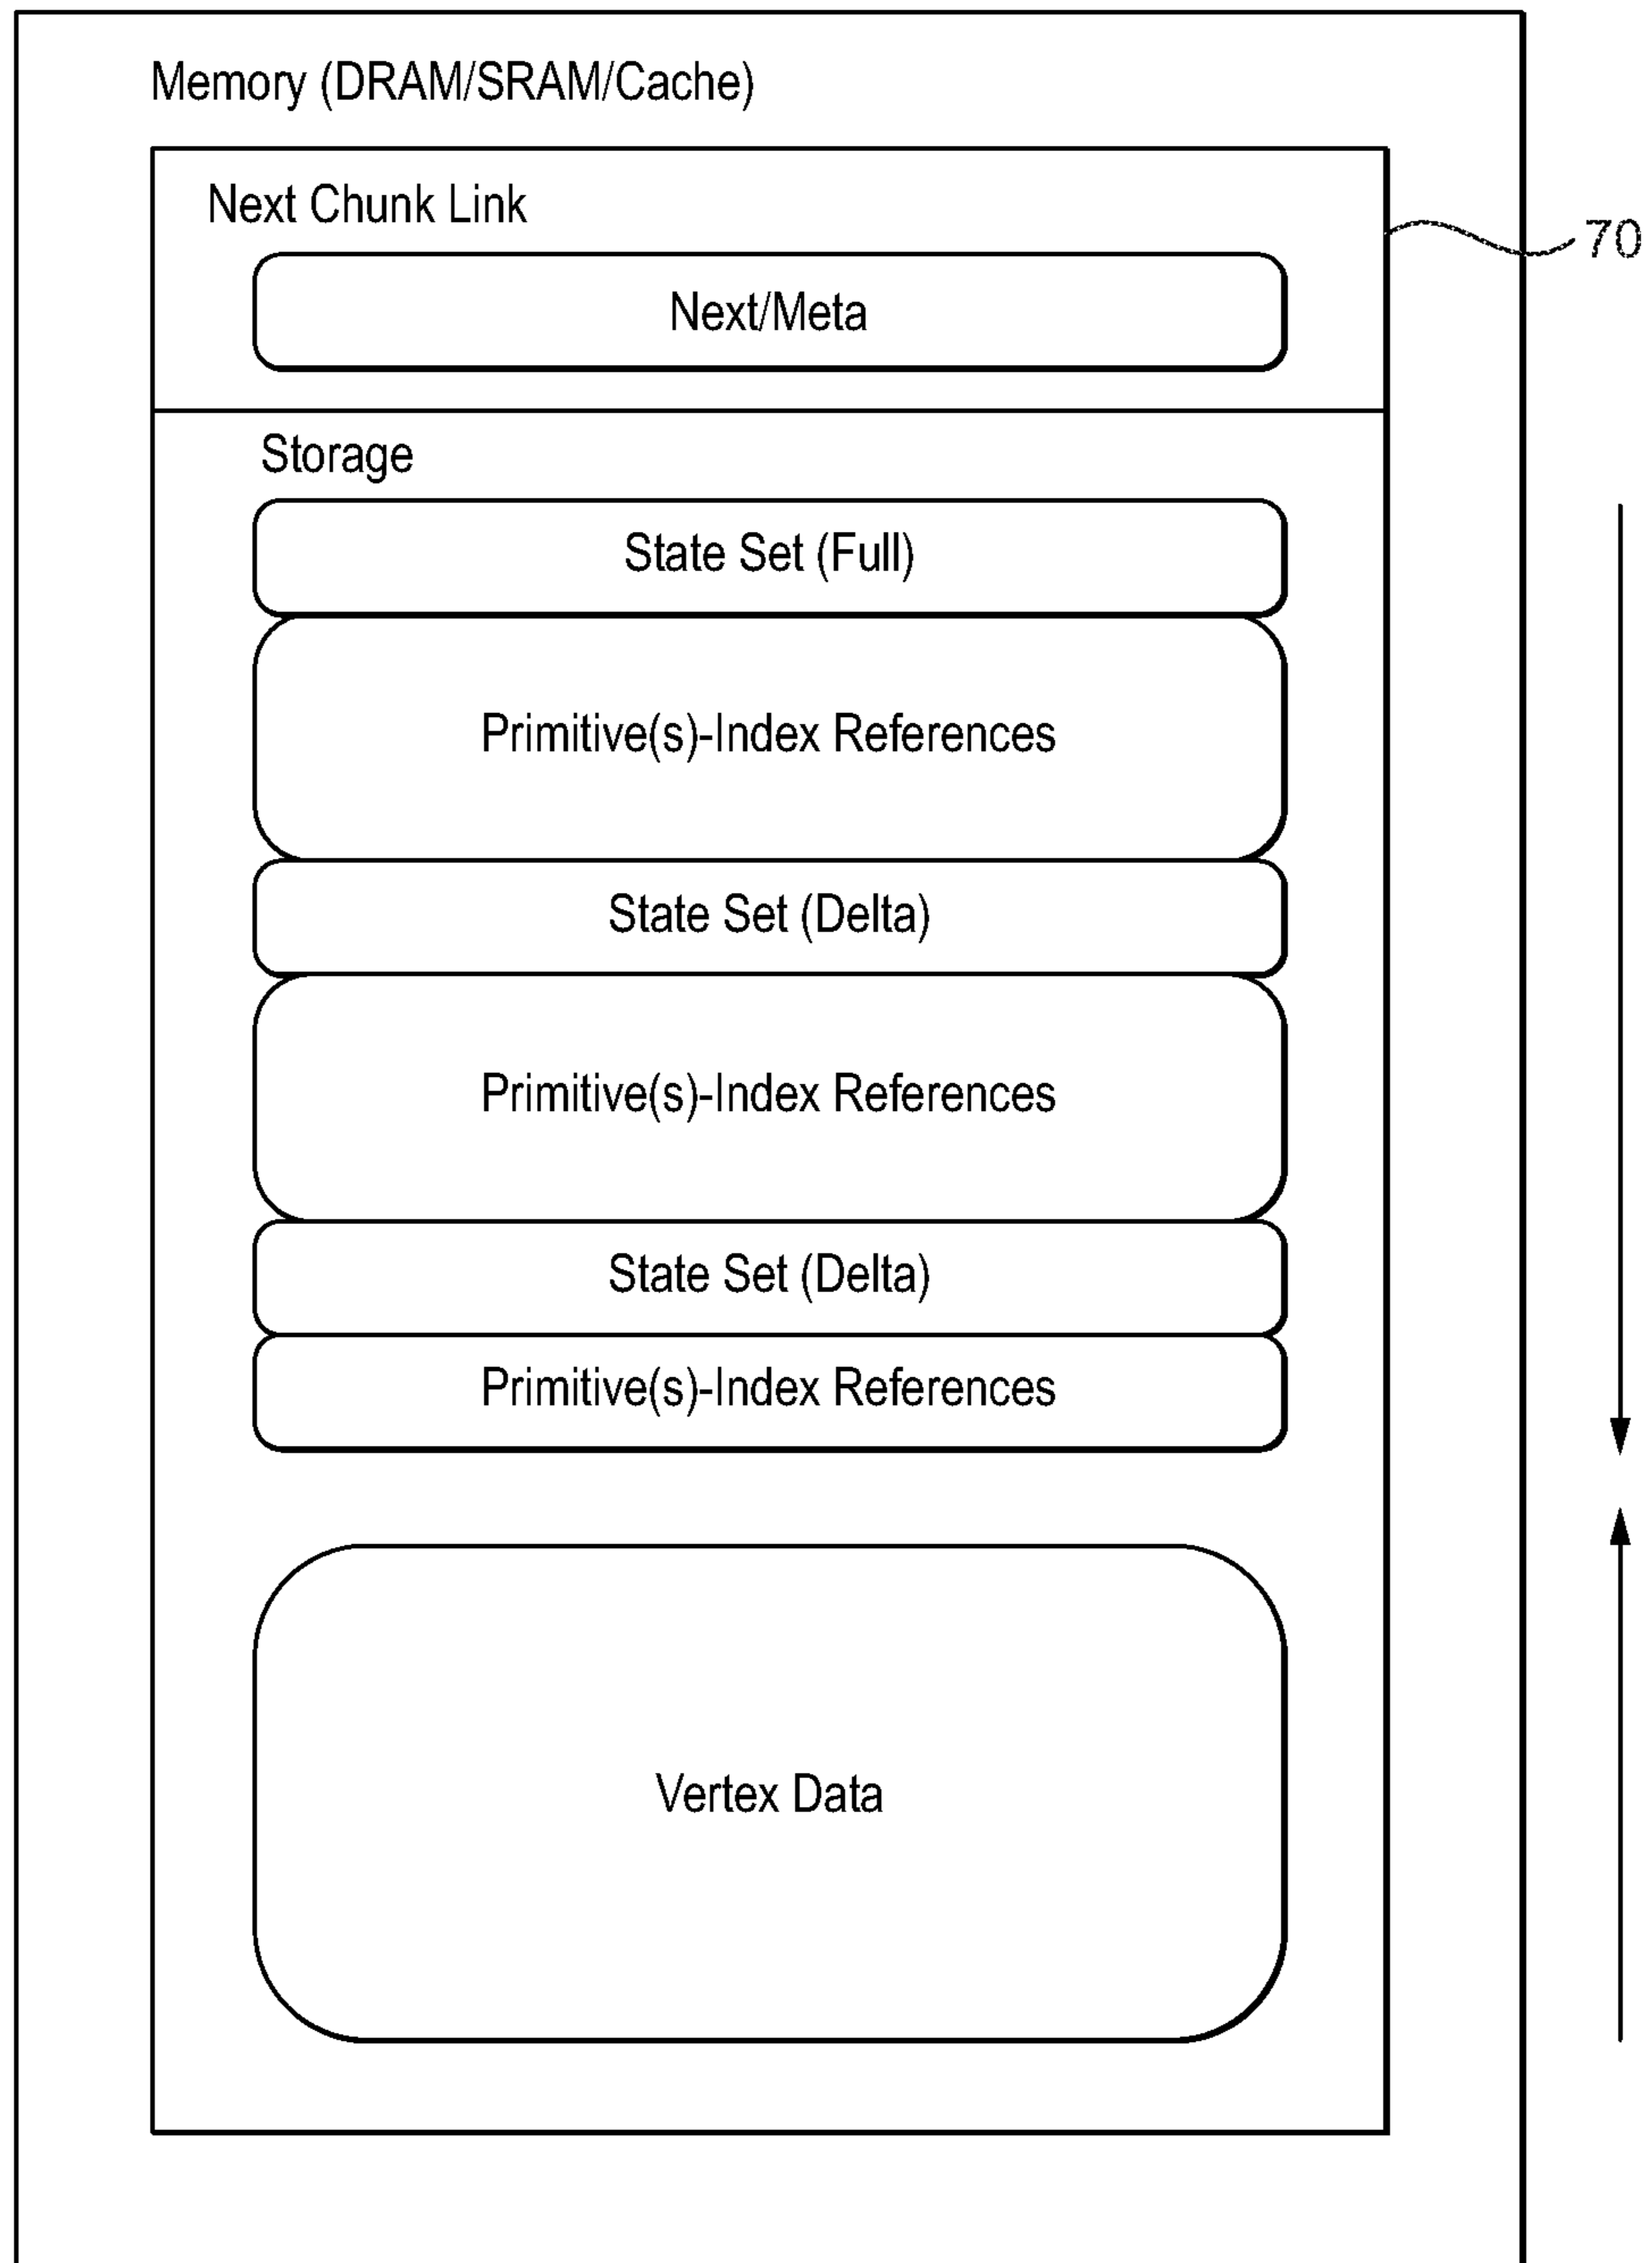 Memory (DRAM/SRAM/Cache)
Next Chunk Link
70
Next/Meta
Storage
State Set (Full)
Primitive(s)-Index References
State Set (Delta)
Primitive(s)-Index References
State Set (Delta)
Primitive(s)-Index References
Vertex Data